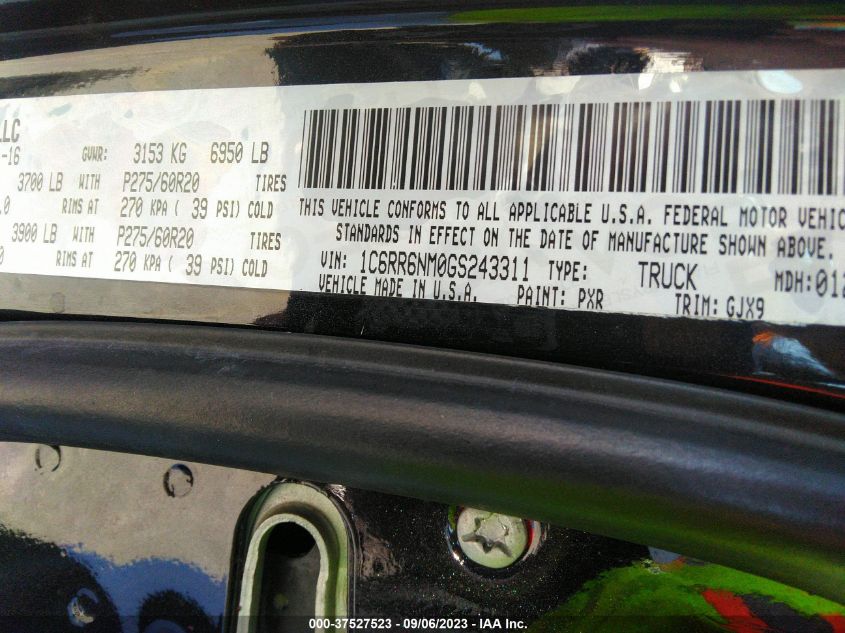 LLC
-16 GVWR: 3153 KG 6950 LB
3700 LB WITH P275/60R20 TIRES
.0 RIMS AT 270 KPA ( 39 PSI) COLD
3900 LB WITH P275/60R20 TIRES
0 RIMS AT 270 KPA ( 39 PSI) COLD
THIS VEHICLE CONFORMS TO ALL APPLICABLE U.S.A. FEDERAL MOTOR VEHIC
STANDARDS IN EFFECT ON THE DATE OF MANUFACTURE SHOWN ABOVE.
VIN: 1C6RR6NM0GS243311 TYPE: TRUCK MDH:012
VEHICLE MADE IN U.S.A. PAINT: PXR TRIM: GJX9
000-37527523 - 09/06/2023 - IAA Inc.